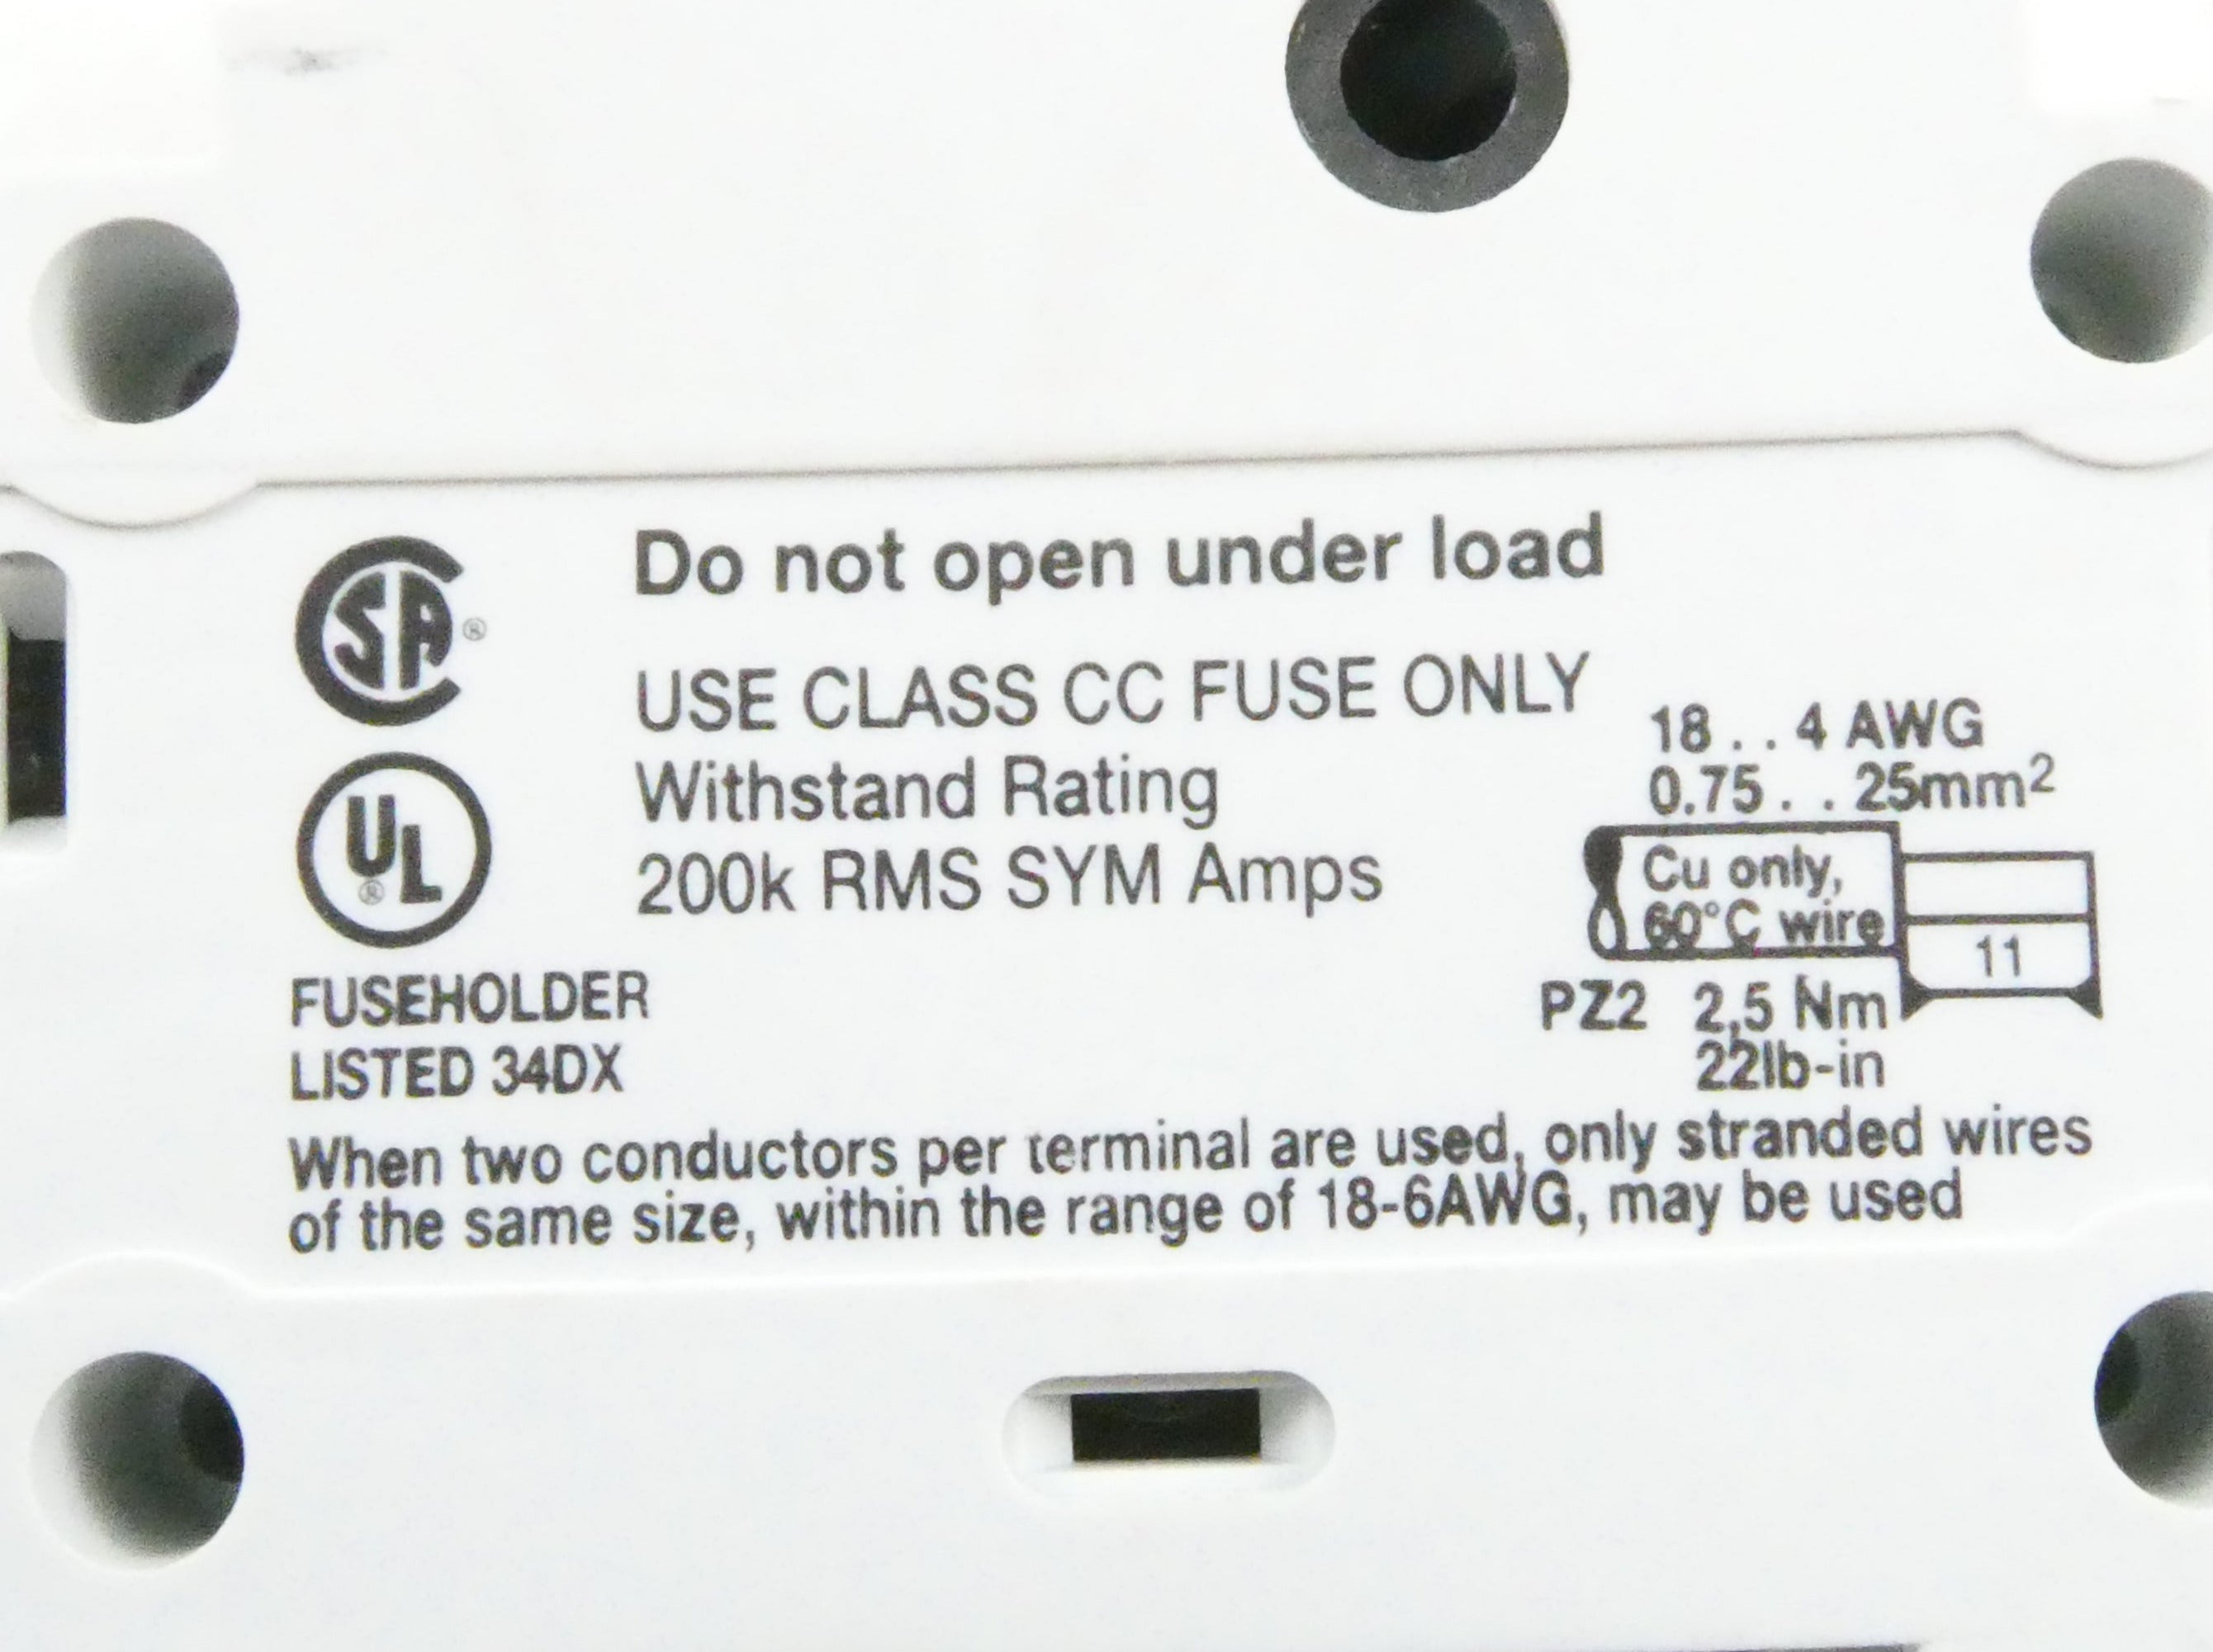 CSA®
Do not open under load
USE CLASS CC FUSE ONLY
Withstand Rating
200k RMS SYM Amps
UL®
18 . . 4 AWG
0.75 . . 25mm²
Cu only,
60°C wire
11
PZ2 2,5 Nm
22lb-in
FUSEHOLDER
LISTED 34DX
When two conductors per terminal are used, only stranded wires
of the same size, within the range of 18-6AWG, may be used